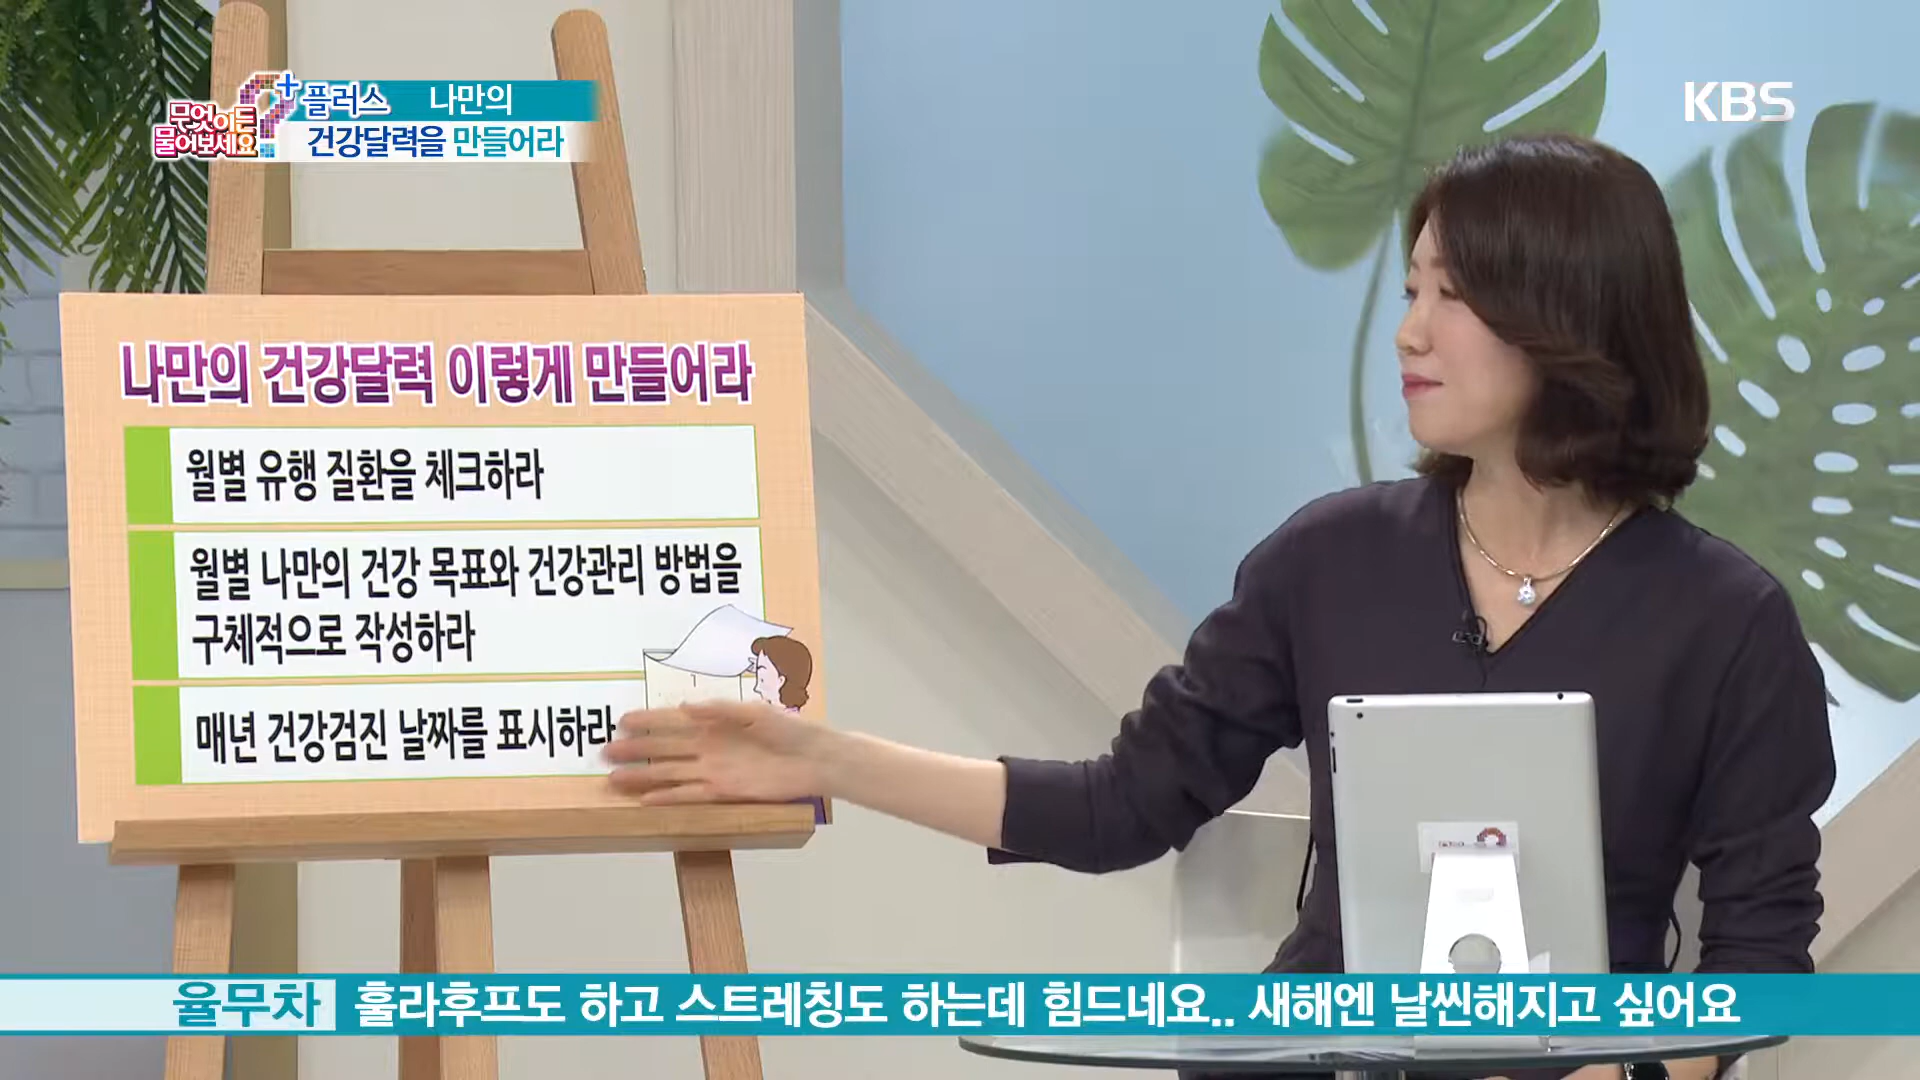 무엇이든
물어보세요
플러스 나만의
건강달력을 만들어라
KBS
나만의 건강달력 이렇게 만들어라
월별 유행 질환을 체크하라
월별 나만의 건강 목표와 건강관리 방법을
구체적으로 작성하라
매년 건강검진 날짜를 표시하라
율무차 훌라후프도 하고 스트레칭도 하는데 힘드네요.. 새해엔 날씬해지고 싶어요